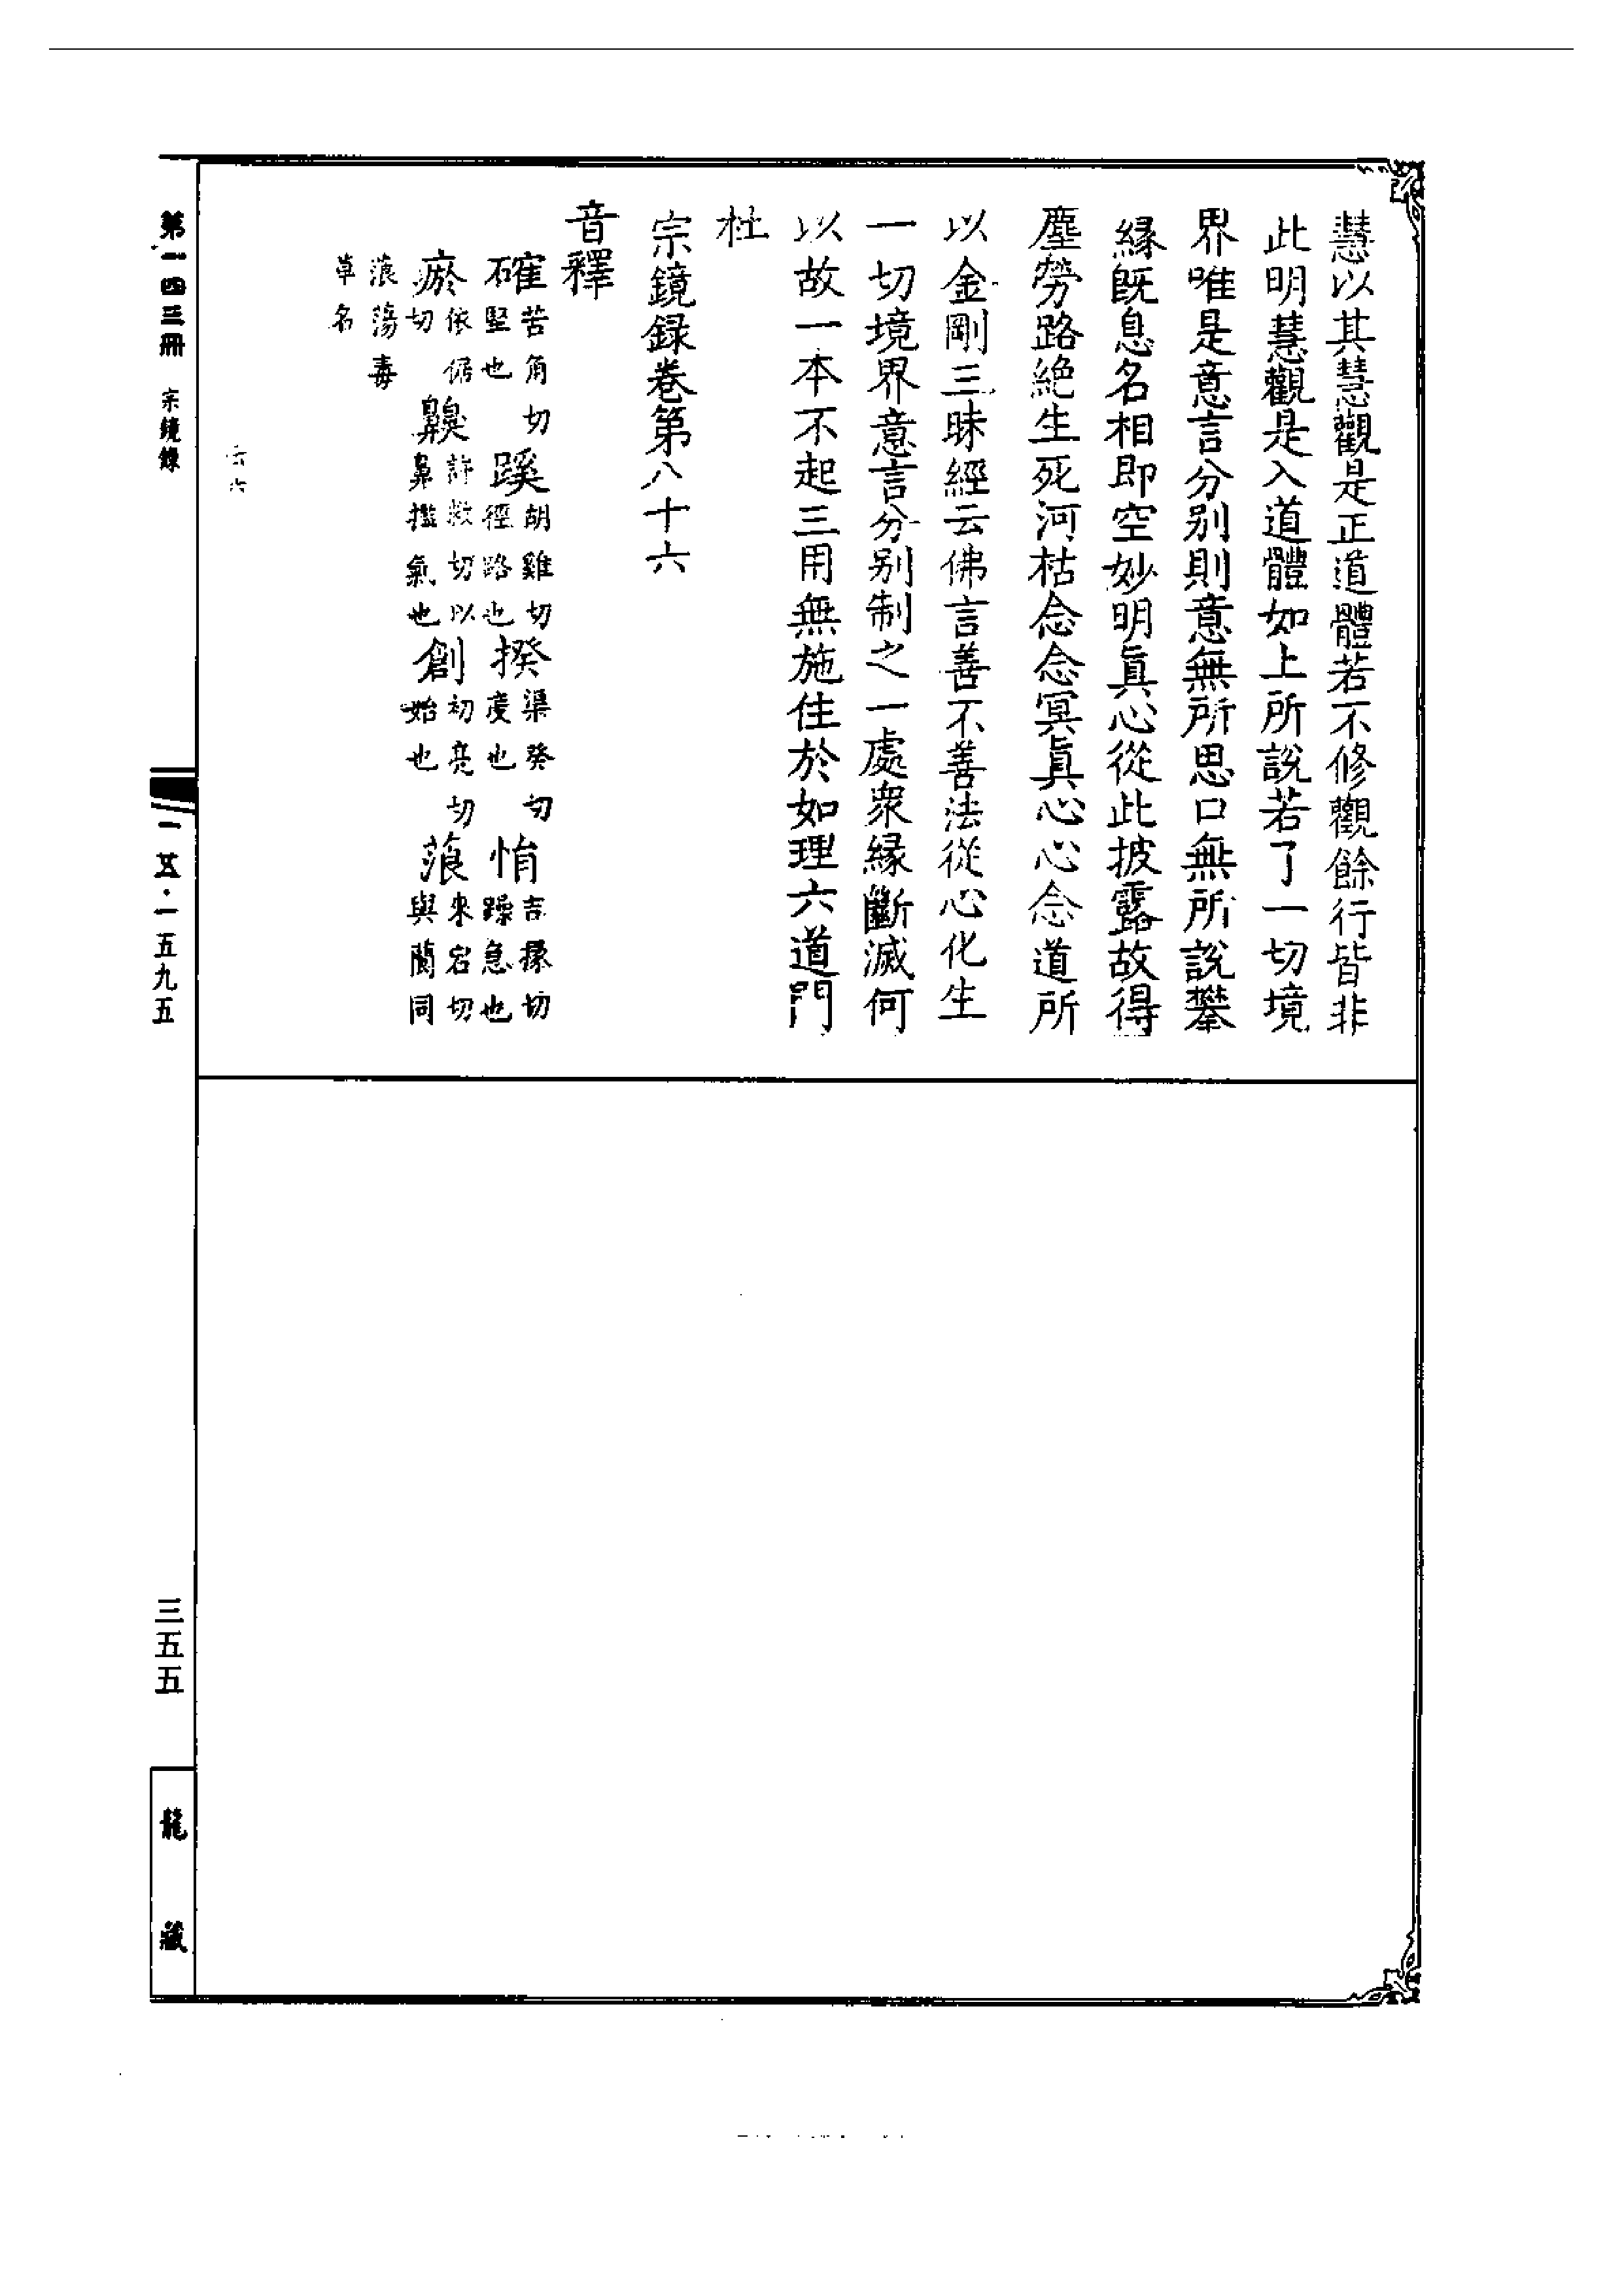 慧以其慧觀是正道體若不修觀餘行皆非
此明慧觀是入道體如上所說若了一切境
界唯是意言分别則意無所思口無所說攀
緣既息名相即空妙明眞心從此披露故得
塵勞路絶生死河枯念念冥眞心心念道所
以金剛三昧經云佛言善不善法從心化生
一切境界意言分别制之一處衆緣斷滅何
以故一本不起三用無施住於如理六道門
杜
宗鏡録卷第八十六
音釋
確苦角切堅也 蹊胡雞切徑路也 揆渠癸切度也 悁吉掾切躁急也
瘀依倨切 齅許救切以鼻擥氣也 創初亮切始也 蒗來宕切與蘭同
蒗蕩毒
草名
第一四三冊 宗鏡錄
一五九五
三五五
龍藏